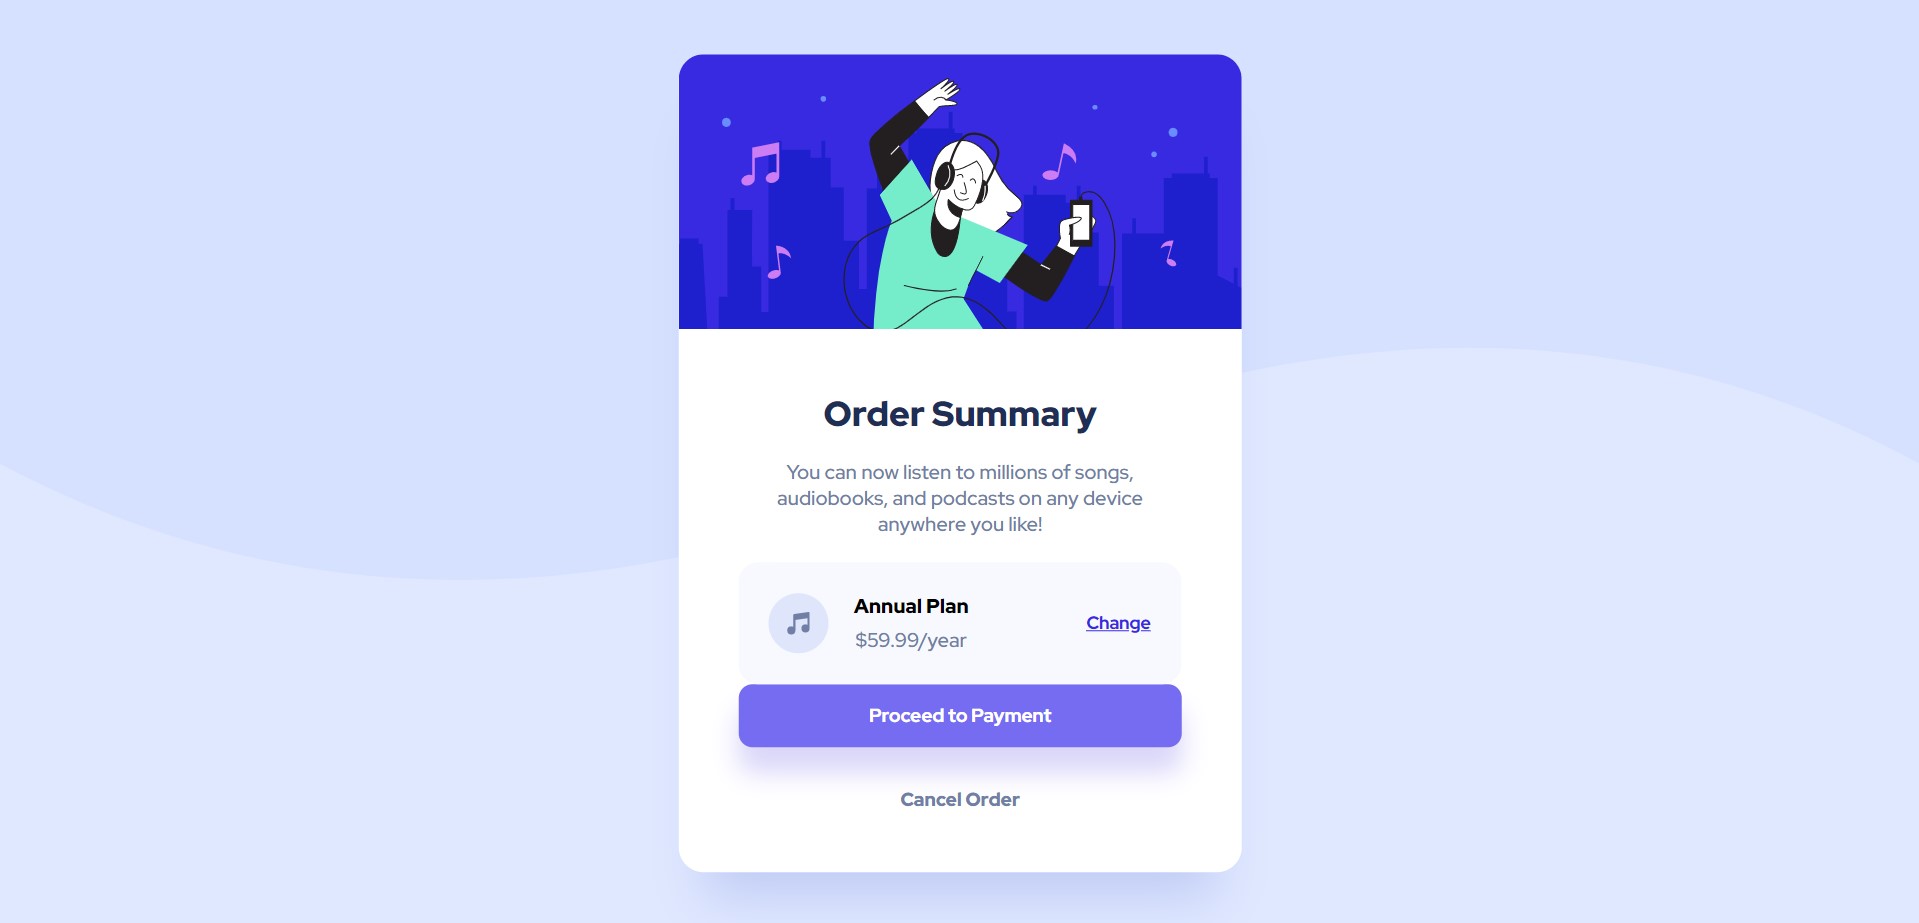 Order Summary
You can now listen to millions of songs,
audiobooks, and podcasts on any device
anywhere you like!
Annual Plan
$59.99/year
Change
Proceed to Payment
Cancel Order